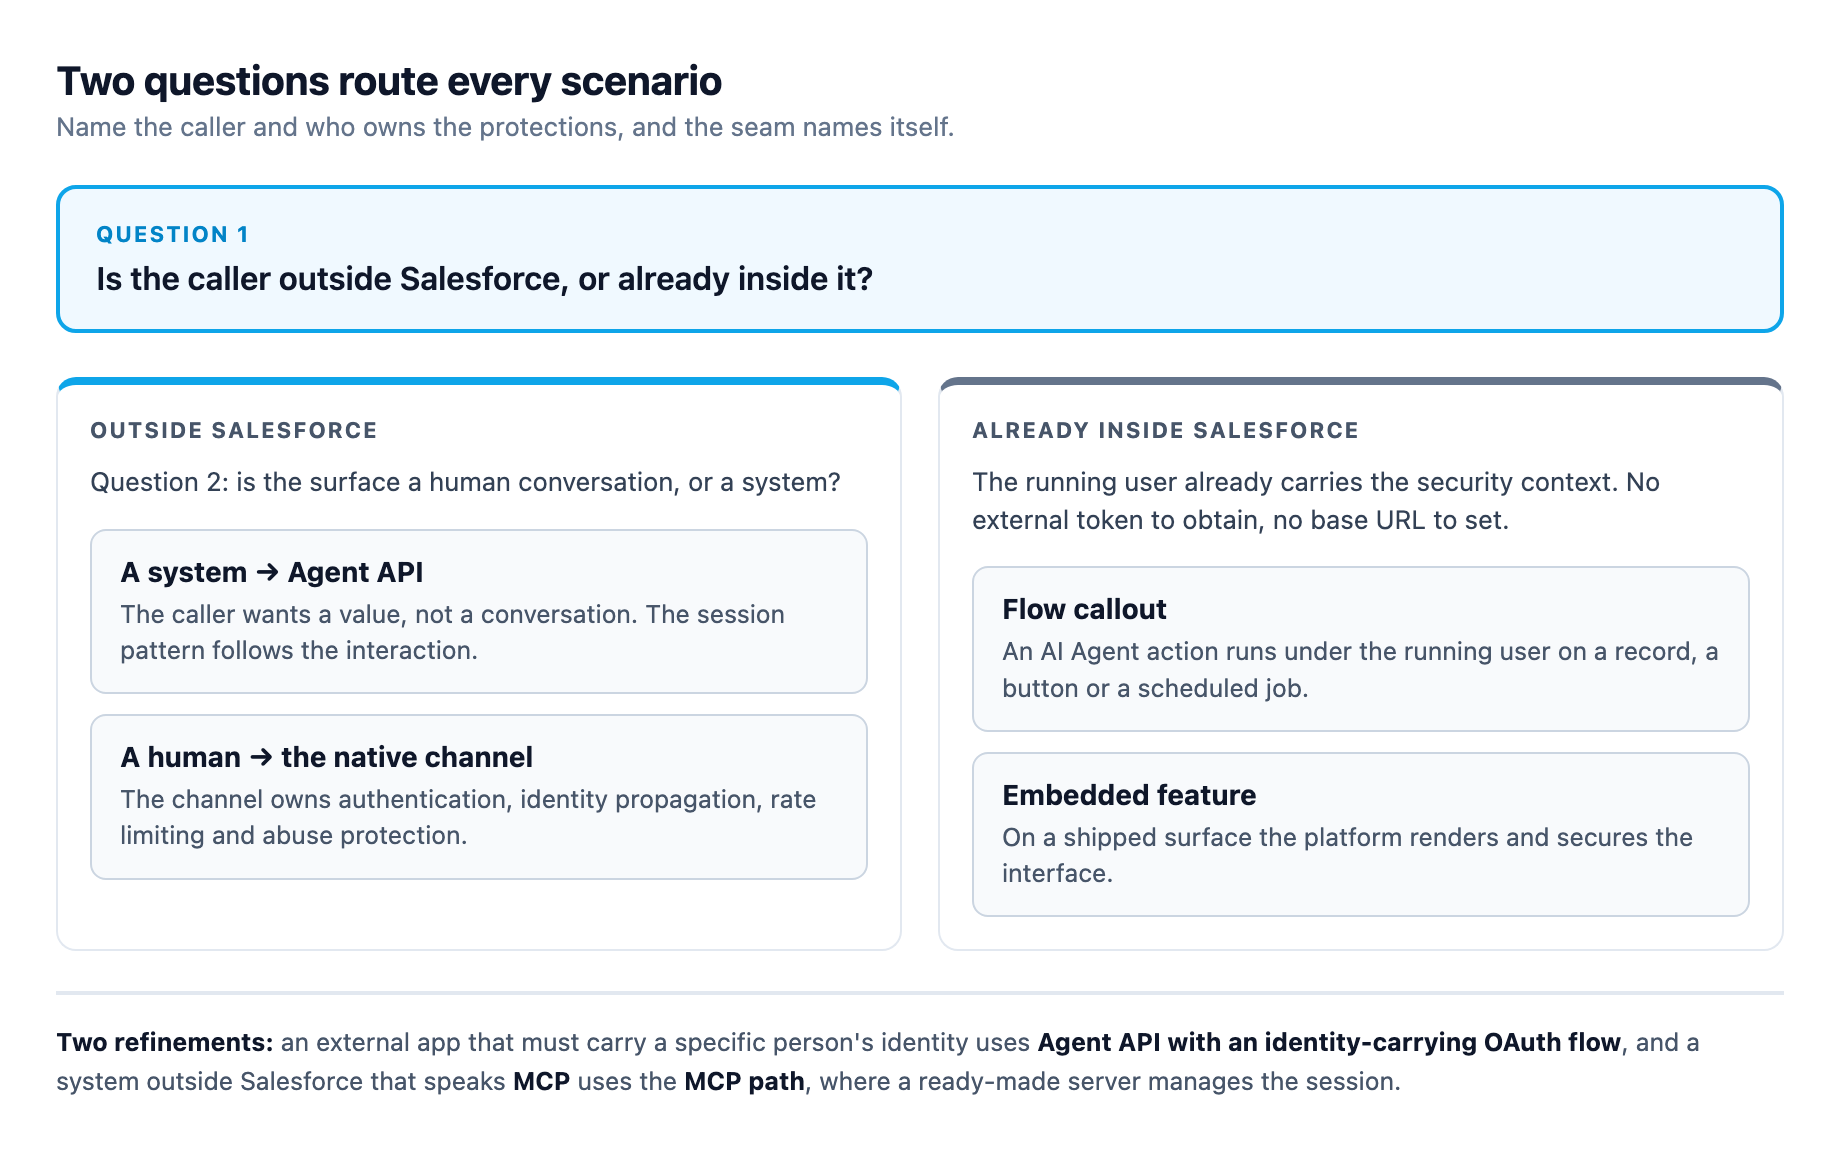 Two questions route every scenario
Name the caller and who owns the protections, and the seam names itself.
QUESTION 1
Is the caller outside Salesforce, or already inside it?
OUTSIDE SALESFORCE
Question 2: is the surface a human conversation, or a system?
A system → Agent API
The caller wants a value, not a conversation. The session
pattern follows the interaction.
A human → the native channel
The channel owns authentication, identity propagation, rate
limiting and abuse protection.
ALREADY INSIDE SALESFORCE
The running user already carries the security context. No
external token to obtain, no base URL to set.
Flow callout
An AI Agent action runs under the running user on a record, a
button or a scheduled job.
Embedded feature
On a shipped surface the platform renders and secures the
interface.
Two refinements: an external app that must carry a specific person's identity uses Agent API with an identity-carrying OAuth flow, and a
system outside Salesforce that speaks MCP uses the MCP path, where a ready-made server manages the session.